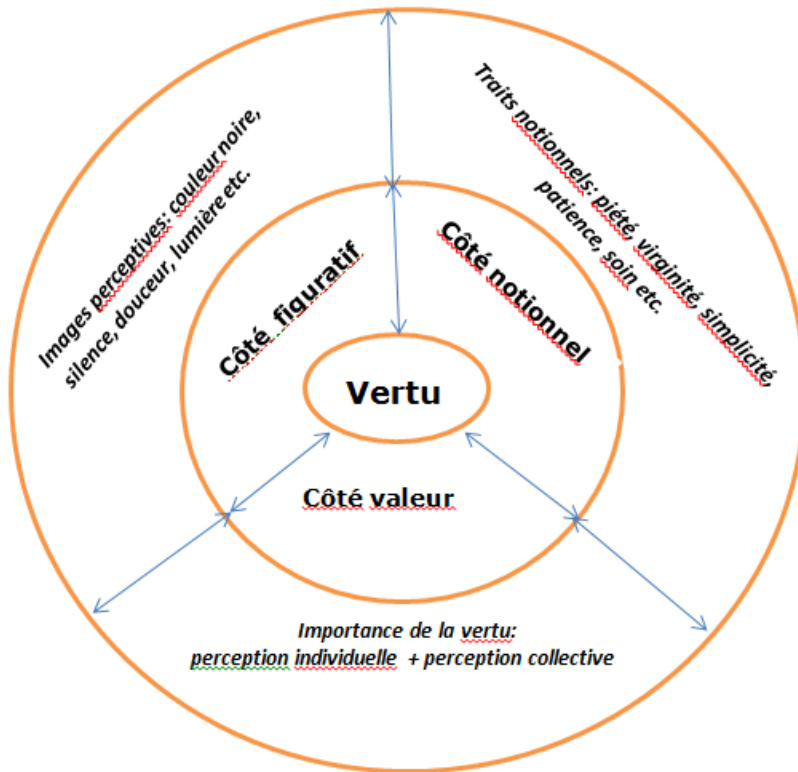 Images perceptives: couleur noire,
silence, douceur, lumière etc.
Traits notionnels: piété, virginité, simplicité,
patience, soin etc.
Côté figuratif
Côté notionnel
Vertu
Côté valeur
Importance de la vertu:
perception individuelle + perception collective